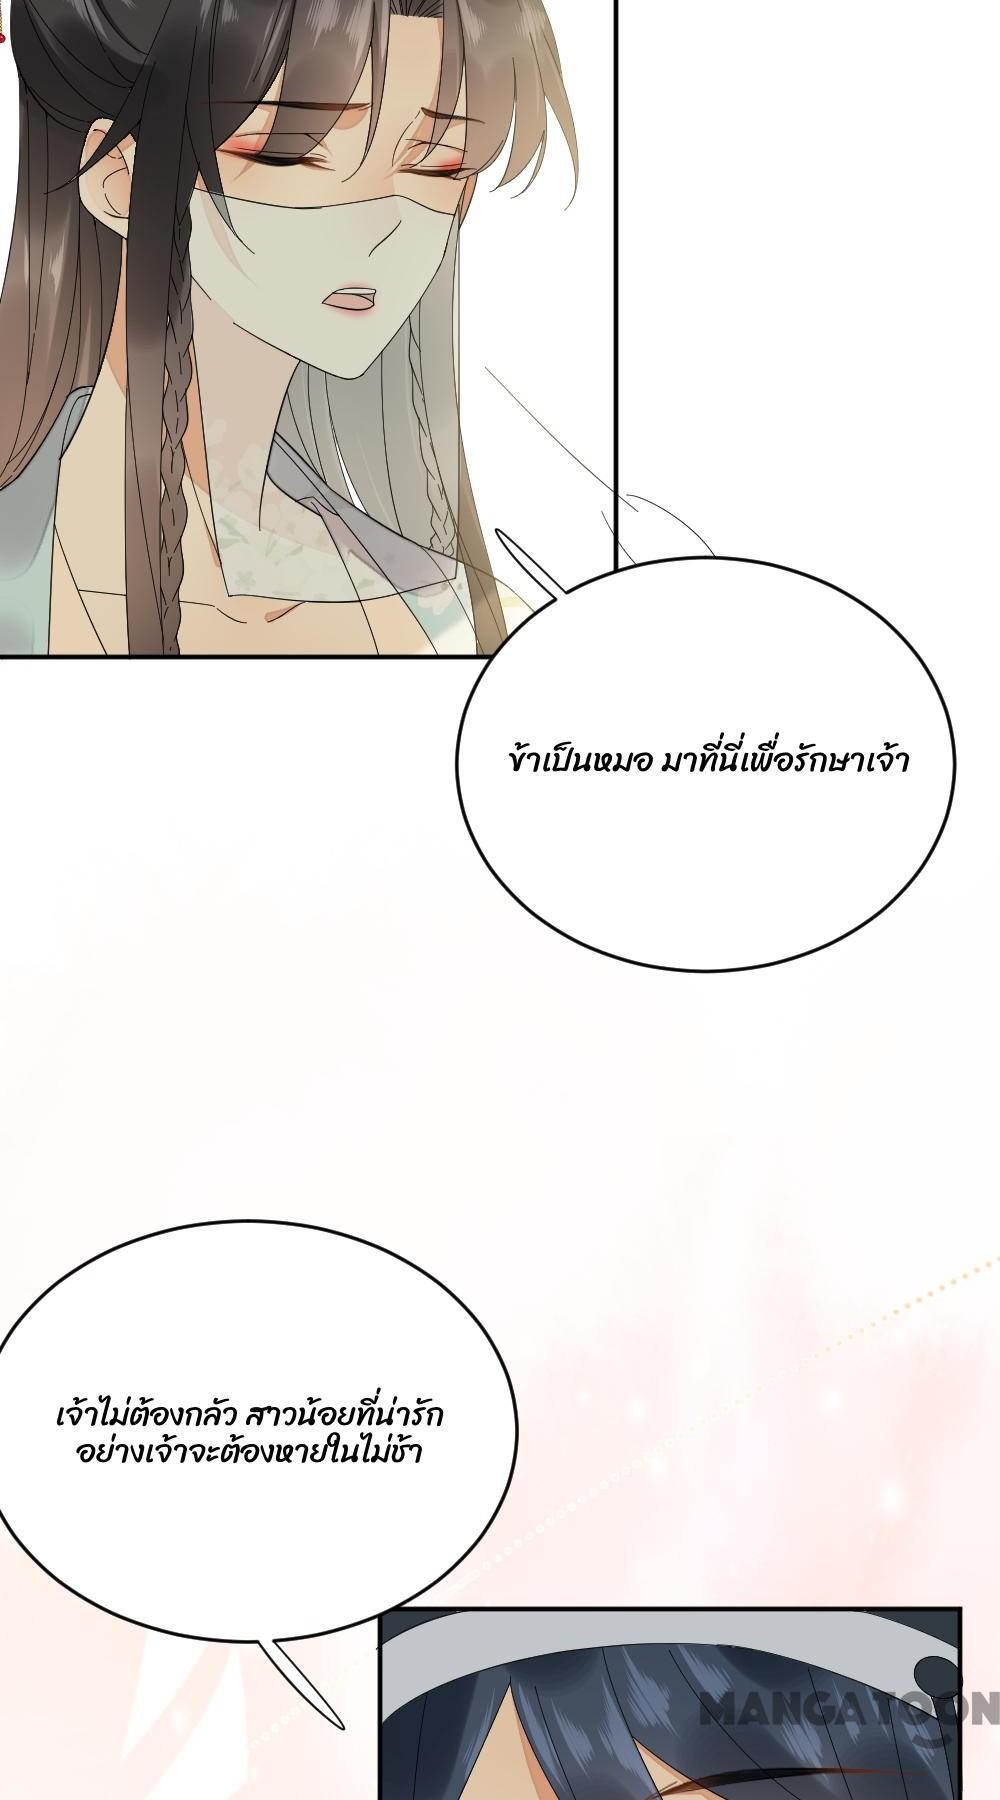 ข้าเป็นหมอ มาที่นี่เพื่อรักษาเจ้า
เจ้าไม่ต้องกลัว สาวน้อยที่น่ารัก
อย่างเจ้าจะต้องหายในไม่ช้า
MANGATOON